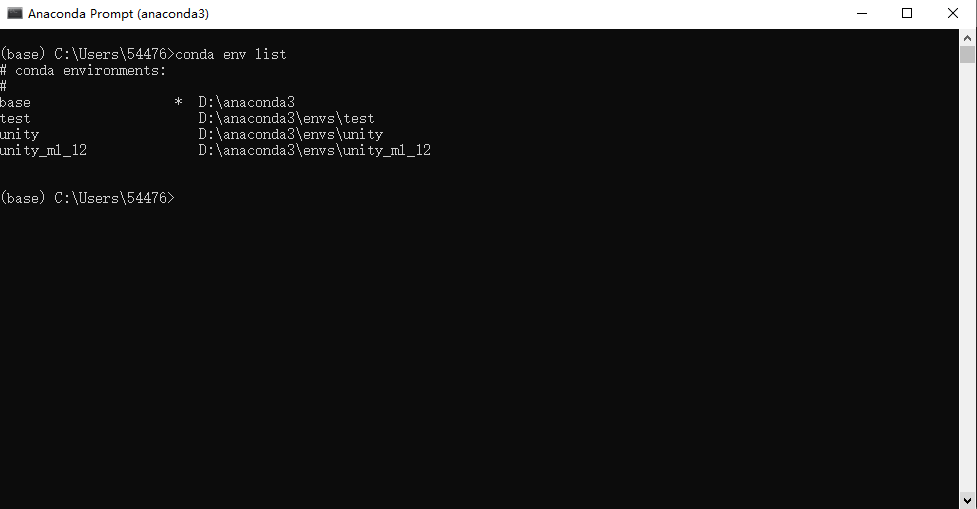 Anaconda Prompt (anaconda3)
(base) C:\Users\54476>conda env list
# conda environments:
#
base                  *  D:\anaconda3
test                     D:\anaconda3\envs\test
unity                    D:\anaconda3\envs\unity
unity_ml_12              D:\anaconda3\envs\unity_ml_12
(base) C:\Users\54476>